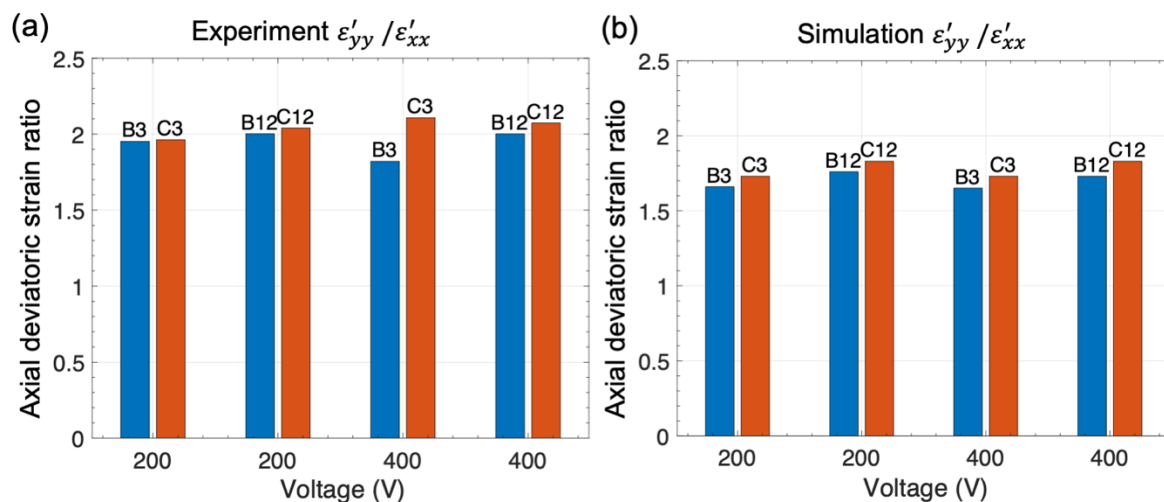 (a)
Experiment ε′yy /ε′xx
Axial deviatoric strain ratio
2.5
2
1.5
1
0.5
0
B3
C3
B12
C12
B3
C3
B12
C12
200
200
400
400
Voltage (V)
(b)
Simulation ε′yy /ε′xx
Axial deviatoric strain ratio
2.5
2
1.5
1
0.5
0
B3
C3
B12
C12
B3
C3
B12
C12
200
200
400
400
Voltage (V)